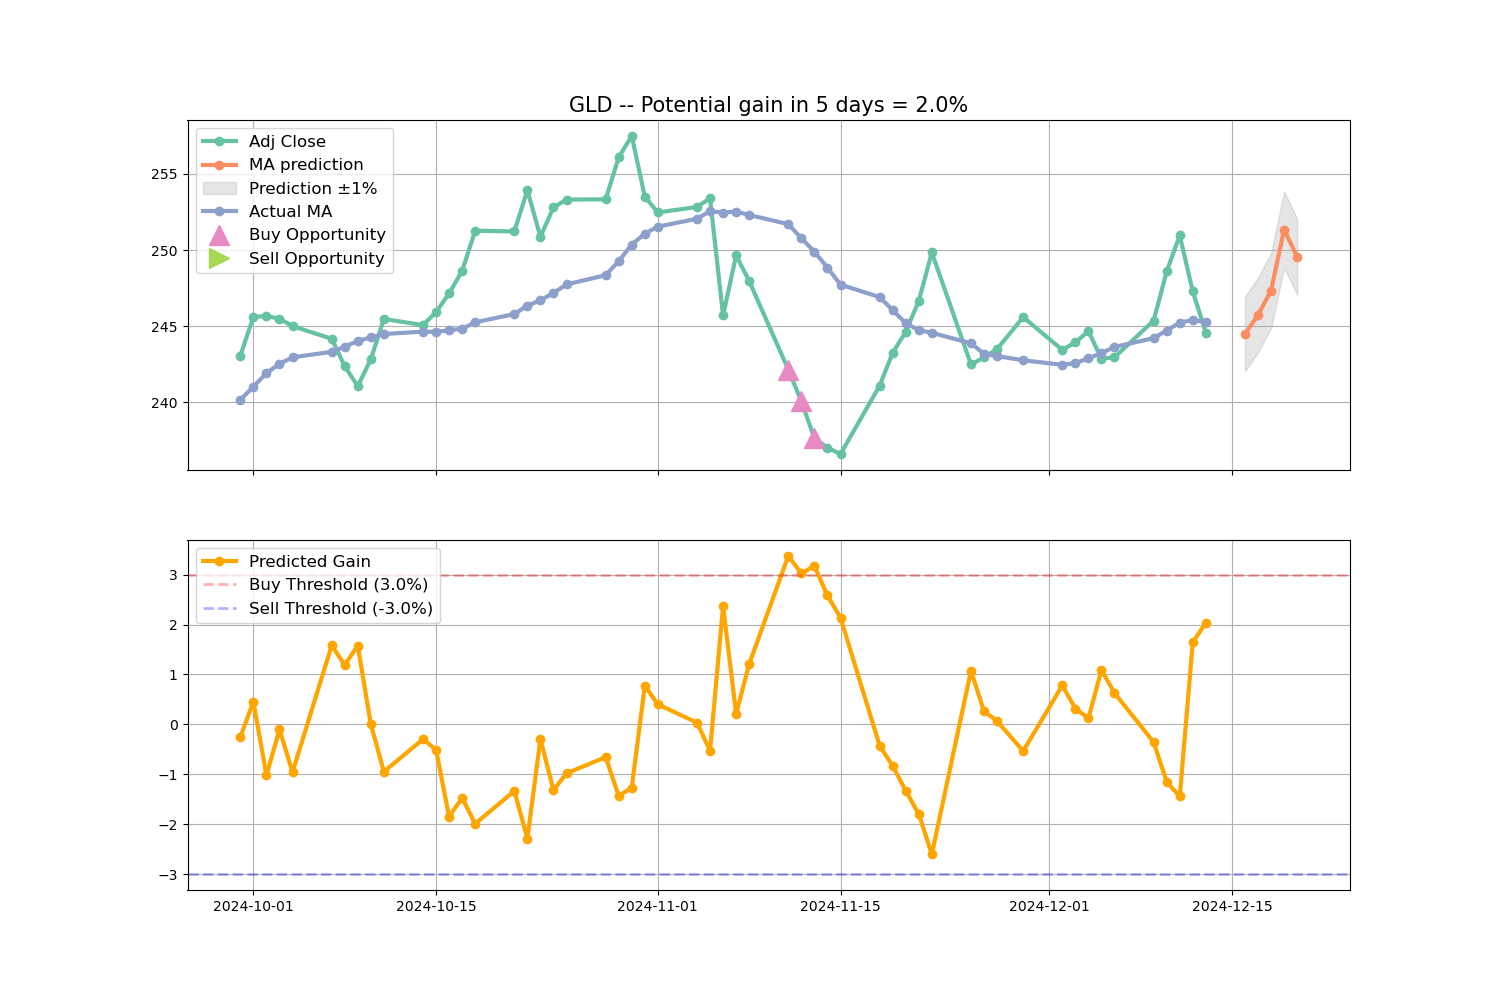 GLD -- Potential gain in 5 days = 2.0%
Adj Close
MA prediction
Prediction ±1%
Actual MA
Buy Opportunity
Sell Opportunity
255
250
245
240
Predicted Gain
Buy Threshold (3.0%)
Sell Threshold (-3.0%)
3
2
1
0
−1
−2
−3
2024-10-01 2024-10-15 2024-11-01 2024-11-15 2024-12-01 2024-12-15